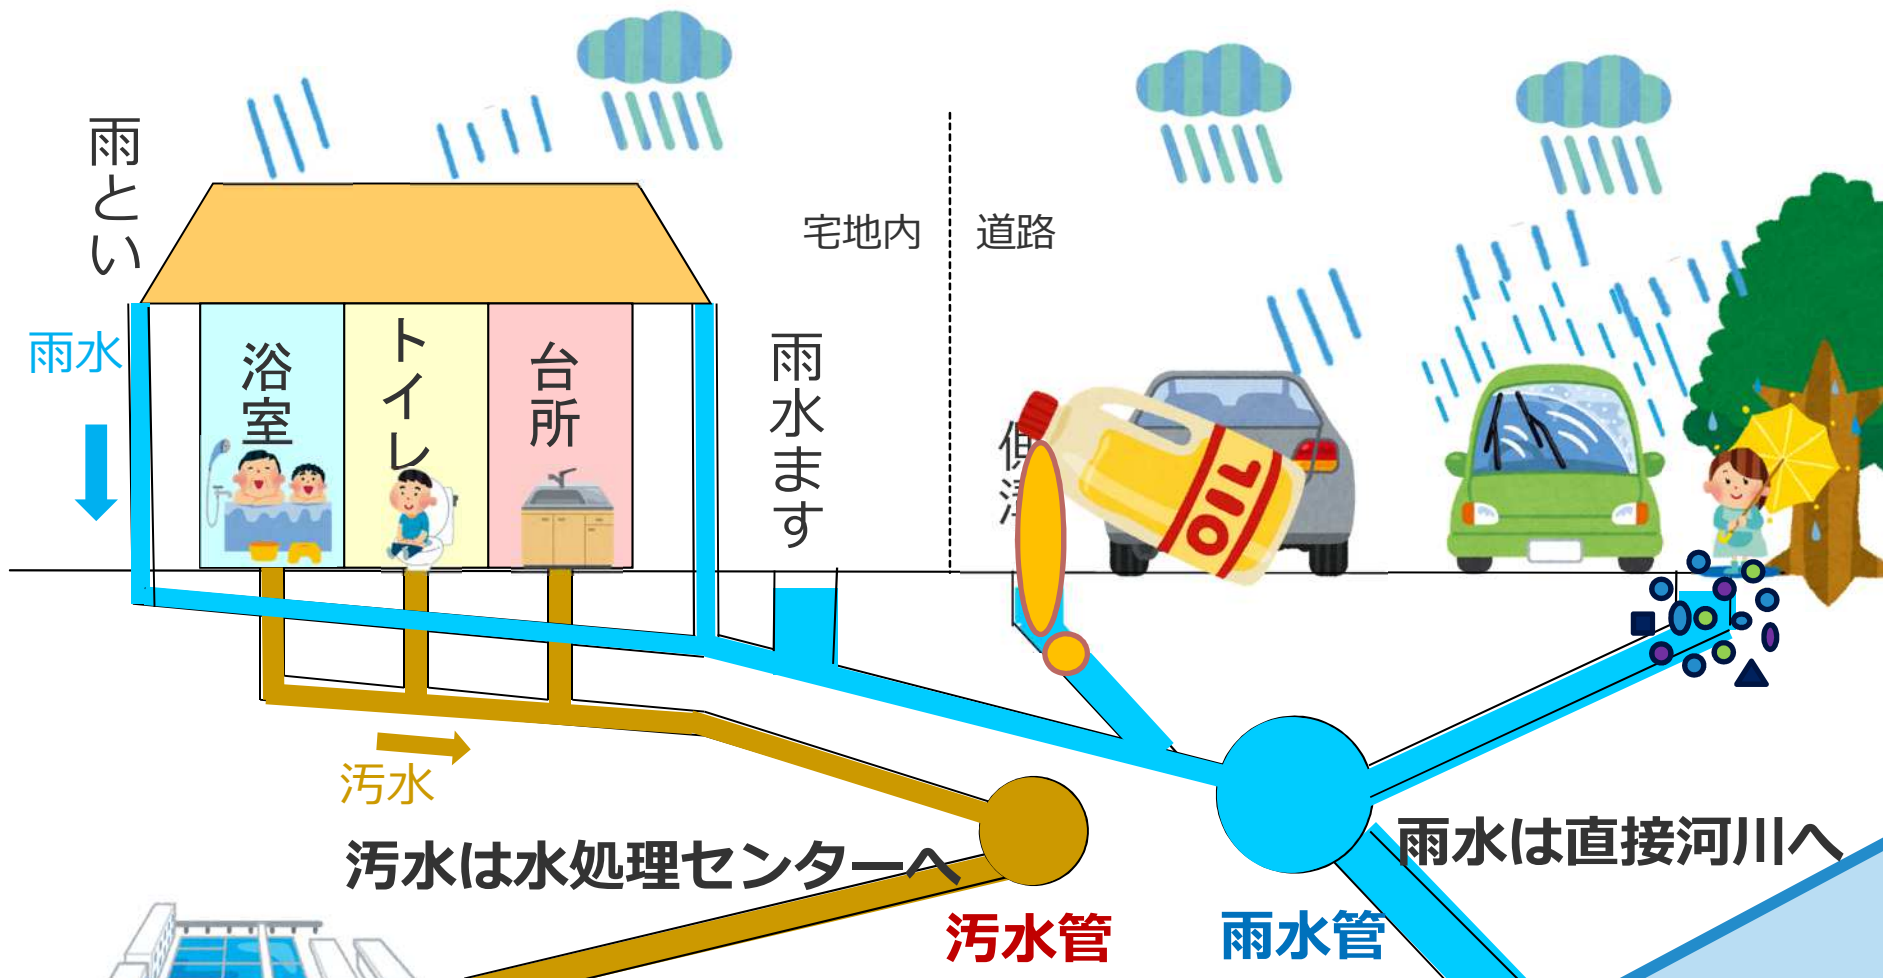 雨とい
宅地内
道路
雨水
浴室
トイレ
台所
雨水ます
OIL
汚水
汚水は水処理センターへ
雨水は直接河川へ
汚水管
雨水管